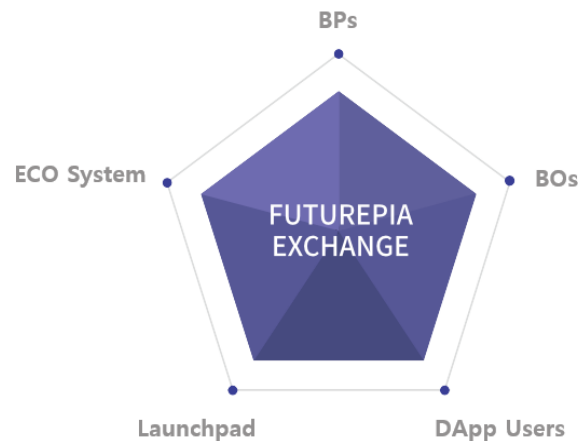 BPs
ECO System
BOs
FUTUREPIA
EXCHANGE
Launchpad
DApp Users